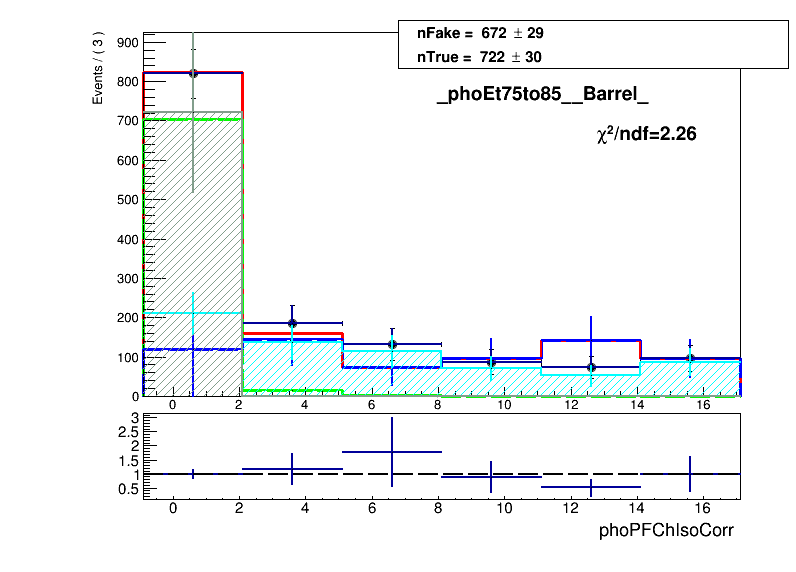 nFake = 672 ± 29
nTrue = 722 ± 30
_phoEt75to85__Barrel_
χ²/ndf=2.26
Events / ( 3 )
900
800
700
600
500
400
300
200
100
0
0 2 4 6 8 10 12 14 16
3
2.5
2
1.5
1
0.5
0 2 4 6 8 10 12 14 16
phoPFChIsoCorr